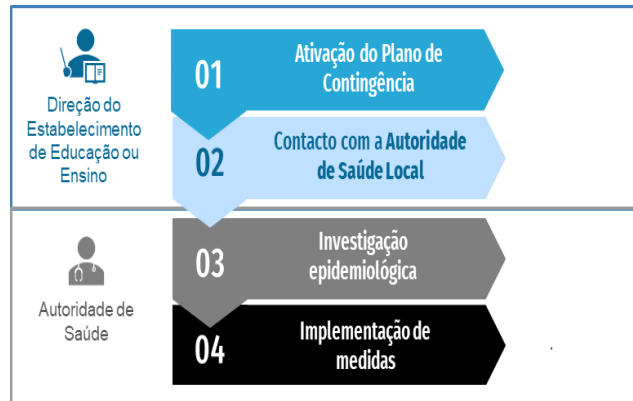 Direção do
Estabelecimento
de Educação ou
Ensino
01
Ativação do Plano de
Contingência
02
Contacto com a Autoridade
de Saúde Local
Autoridade de
Saúde
03
Investigação
epidemiológica
04
Implementação de
medidas
.